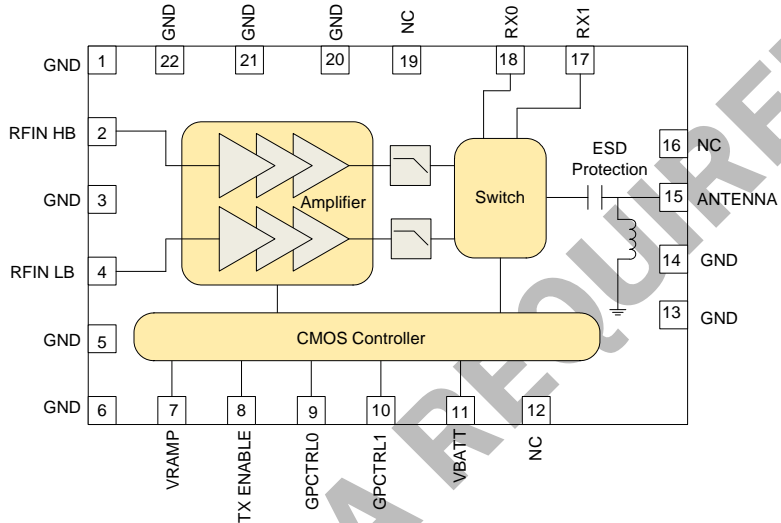 GND
GND
GND
NC
RX0
RX1
GND 1
22
21
20
19
18
17
RFIN HB 2
16 NC
ESD
Protection
GND 3
Amplifier
Switch
15 ANTENNA
RFIN LB 4
14 GND
13 GND
GND 5
CMOS Controller
GND 6
7
8
9
10
11
12
VRAMP
TX ENABLE
GPCTRL0
GPCTRL1
VBATT
NC
A REQUIRE